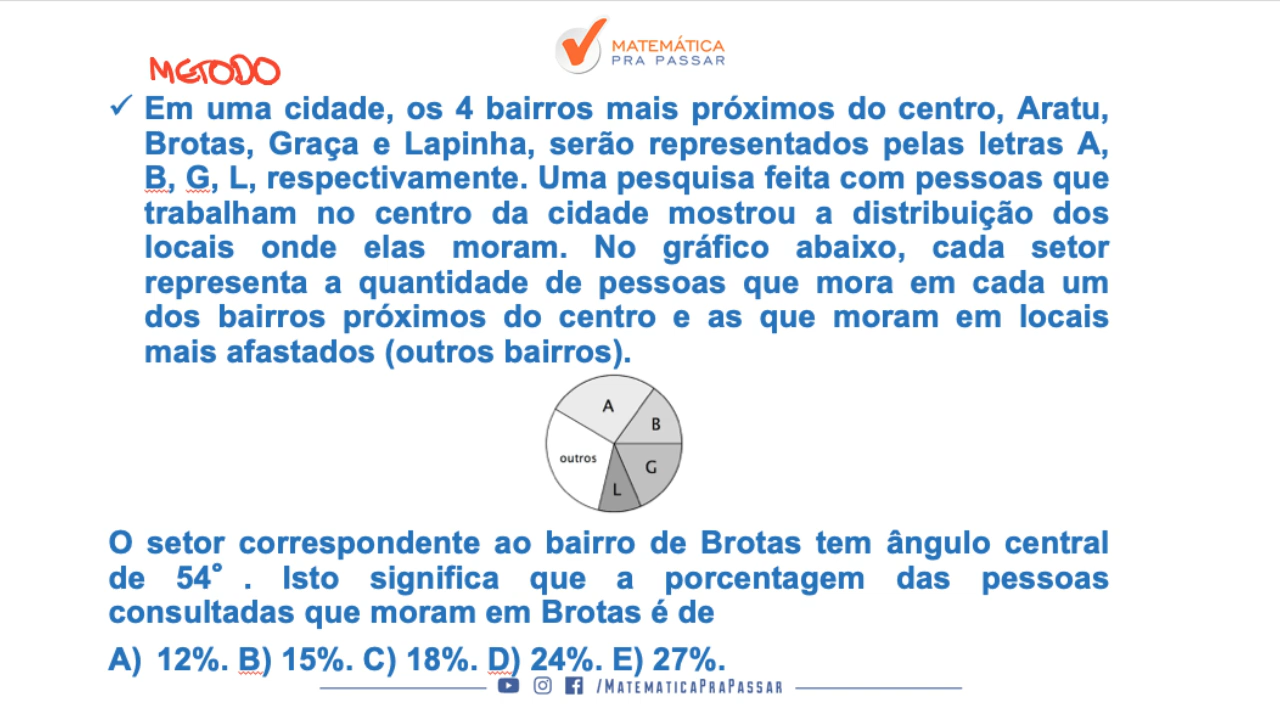 MATEMÁTICA
PRA PASSAR
METODO
✓ Em uma cidade, os 4 bairros mais próximos do centro, Aratu,
Brotas, Graça e Lapinha, serão representados pelas letras A,
B, G, L, respectivamente. Uma pesquisa feita com pessoas que
trabalham no centro da cidade mostrou a distribuição dos
locais onde elas moram. No gráfico abaixo, cada setor
representa a quantidade de pessoas que mora em cada um
dos bairros próximos do centro e as que moram em locais
mais afastados (outros bairros).
A
B
outros
G
L
O setor correspondente ao bairro de Brotas tem ângulo central
de 54° . Isto significa que a porcentagem das pessoas
consultadas que moram em Brotas é de
A) 12%. B) 15%. C) 18%. D) 24%. E) 27%.
/MATEMATICAPRAPASSAR